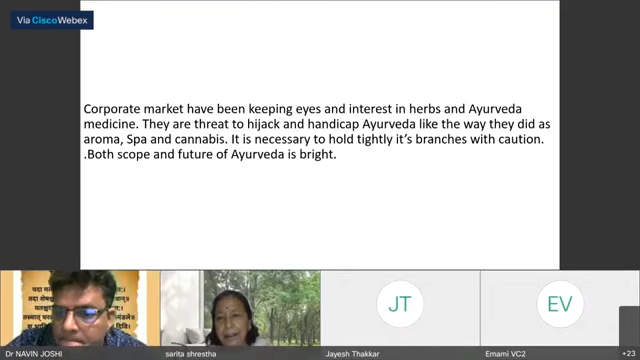 Via Cisco Webex
Corporate market have been keeping eyes and interest in herbs and Ayurveda
medicine. They are threat to hijack and handicap Ayurveda like the way they did as
aroma, Spa and cannabis. It is necessary to hold tightly it's branches with caution.
.Both scope and future of Ayurveda is bright.
JT
EV
Dr NAVIN JOSHI
sarita shrestha
Jayesh Thakkar
Emami VC2
+23